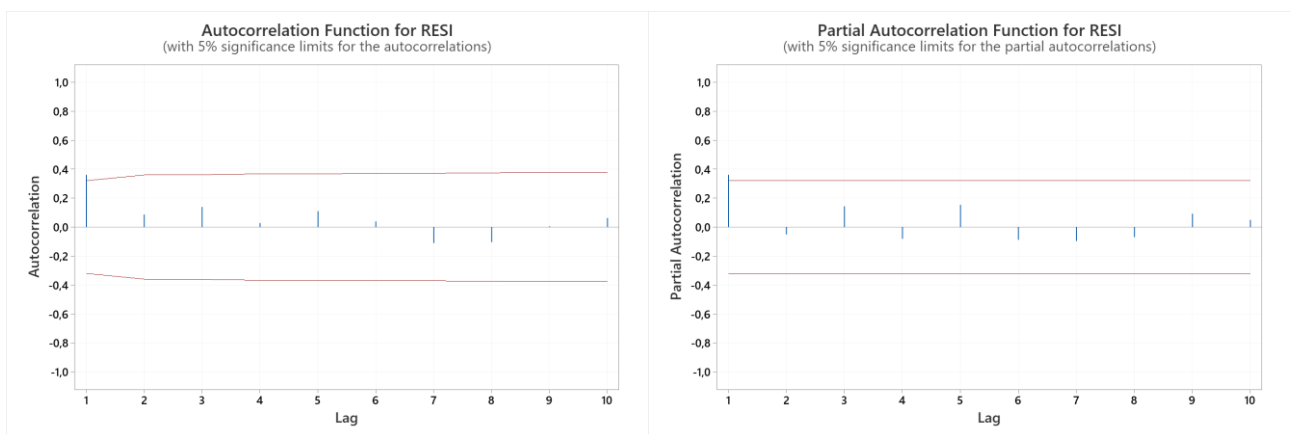 Autocorrelation Function for RESI
(with 5% significance limits for the autocorrelations)
1,0
0,8
0,6
0,4
0,2
0,0
-0,2
-0,4
-0,6
-0,8
-1,0
Autocorrelation
1 2 3 4 5 6 7 8 9 10
Lag
Partial Autocorrelation Function for RESI
(with 5% significance limits for the partial autocorrelations)
1,0
0,8
0,6
0,4
0,2
0,0
-0,2
-0,4
-0,6
-0,8
-1,0
Partial Autocorrelation
1 2 3 4 5 6 7 8 9 10
Lag